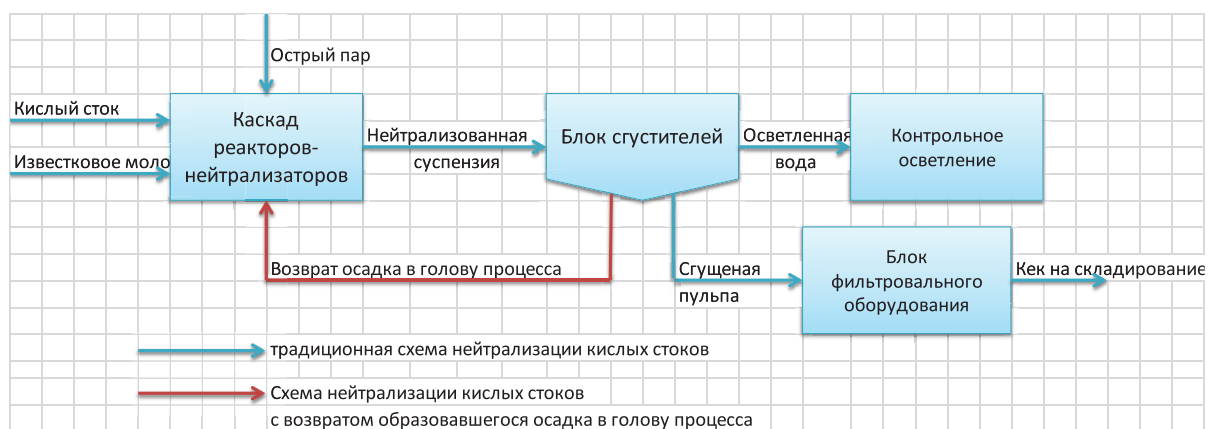 Острый пар
Кислый сток
Известковое моло
Каскад
реакторов-
нейтрализаторов
Нейтрализованная
суспензия
Блок сгустителей
Осветленная
вода
Контрольное
осветление
Возврат осадка в голову процесса
Сгущеная
пульпа
Блок
фильтровального
оборудования
Кек на складирование
традиционная схема нейтрализации кислых стоков
Схема нейтрализации кислых стоков
с возвратом образовавшегося осадка в голову процесса